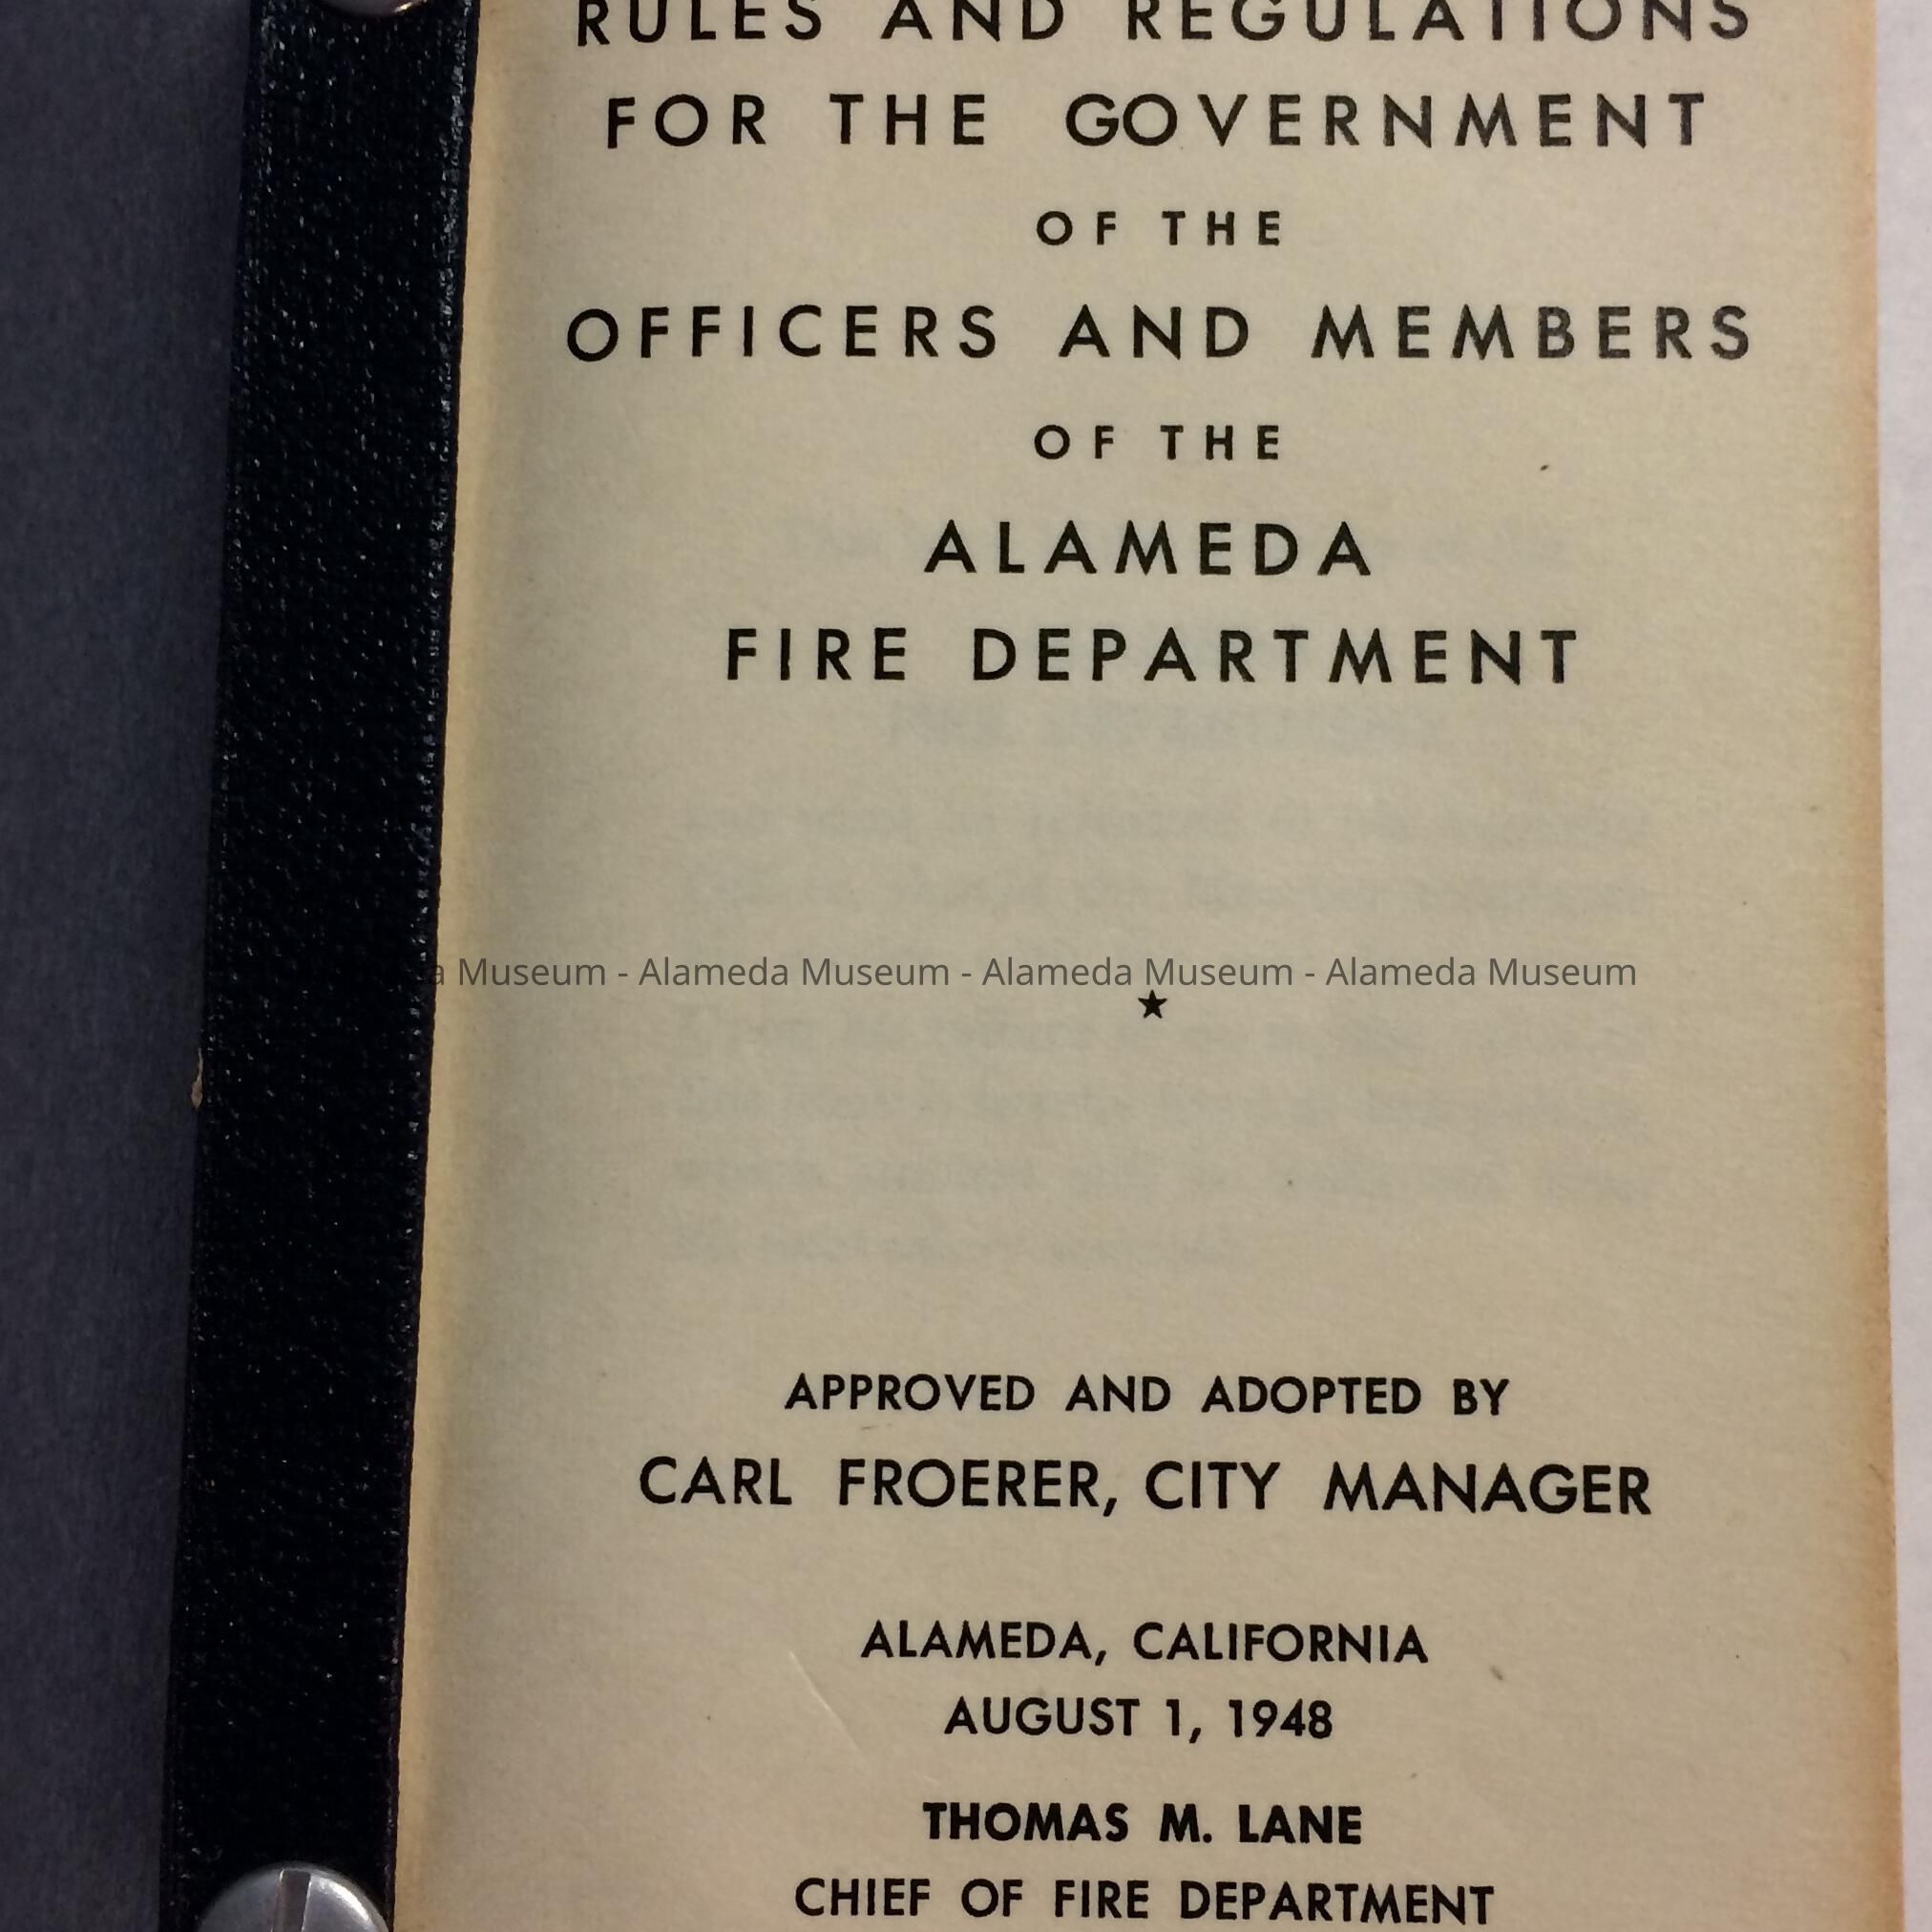 RULES AND REGULATIONS
FOR THE GOVERNMENT
OF THE
OFFICERS AND MEMBERS
OF THE
ALAMEDA
FIRE DEPARTMENT
Museum - Alameda Museum - Alameda Museum - Alameda Museum
★
APPROVED AND ADOPTED BY
CARL FROERER, CITY MANAGER
ALAMEDA, CALIFORNIA
AUGUST 1, 1948
THOMAS M. LANE
CHIEF OF FIRE DEPARTMENT